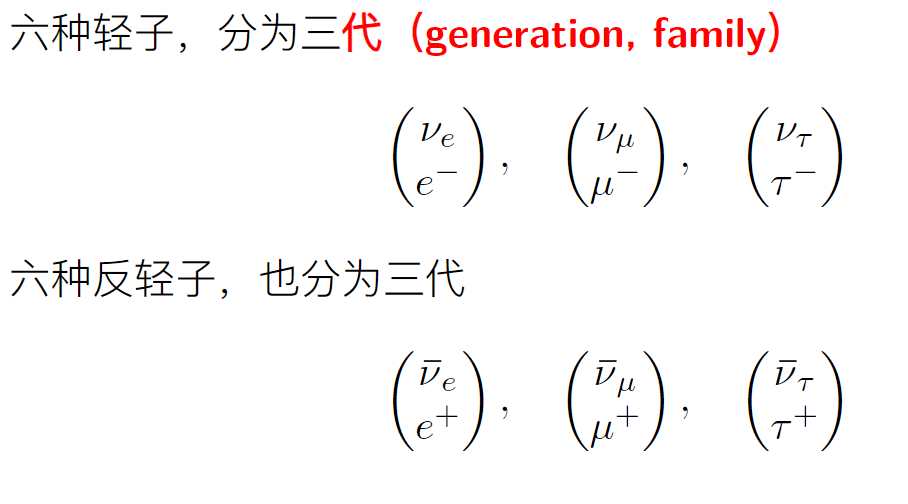 六种轻子，分为三代（generation, family）
$\begin{pmatrix} \nu_e \\ e^- \end{pmatrix}, \quad \begin{pmatrix} \nu_\mu \\ \mu^- \end{pmatrix}, \quad \begin{pmatrix} \nu_\tau \\ \tau^- \end{pmatrix}$
六种反轻子，也分为三代
$\begin{pmatrix} \bar{\nu}_e \\ e^+ \end{pmatrix}, \quad \begin{pmatrix} \bar{\nu}_\mu \\ \mu^+ \end{pmatrix}, \quad \begin{pmatrix} \bar{\nu}_\tau \\ \tau^+ \end{pmatrix}$